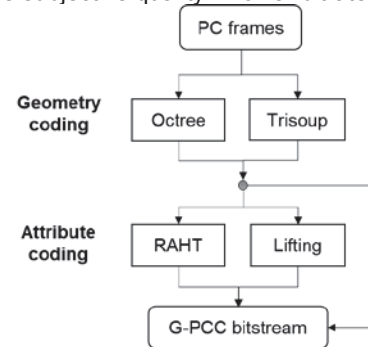 PC frames
Geometry
coding
Octree
Trisoup
Attribute
coding
RAHT
Lifting
G-PCC bitstream